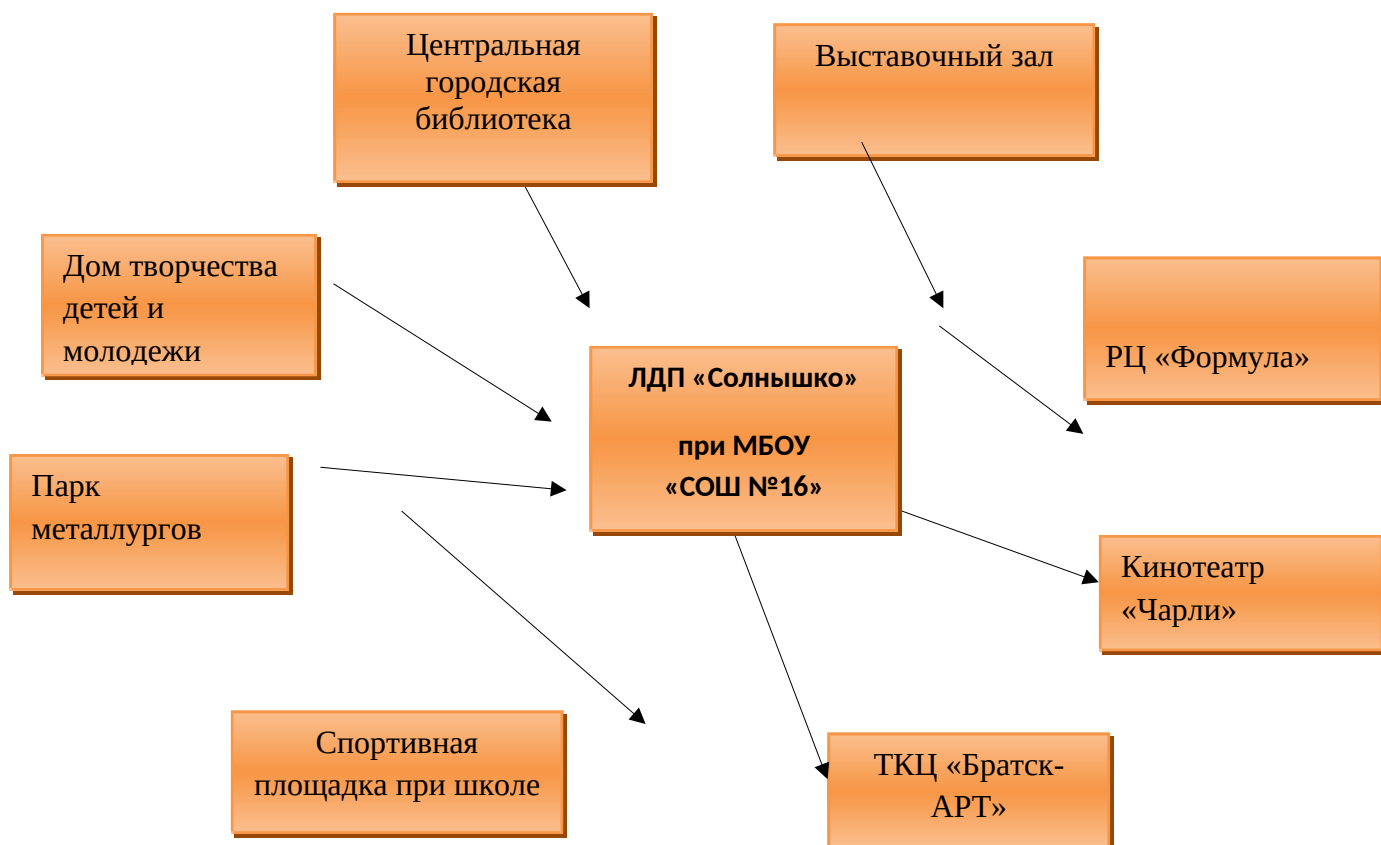 Центральная
городская
библиотека
Выставочный зал
Дом творчества
детей и
молодежи
РЦ «Формула»
ЛДП «Солнышко»
при МБОУ
«СОШ №16»
Парк
металлургов
Кинотеатр
«Чарли»
Спортивная
площадка при школе
ТКЦ «Братск-
АРТ»